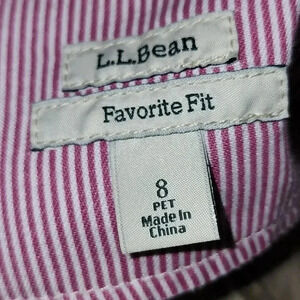 L.L.Bean
Favorite Fit
8
PET
Made In
China